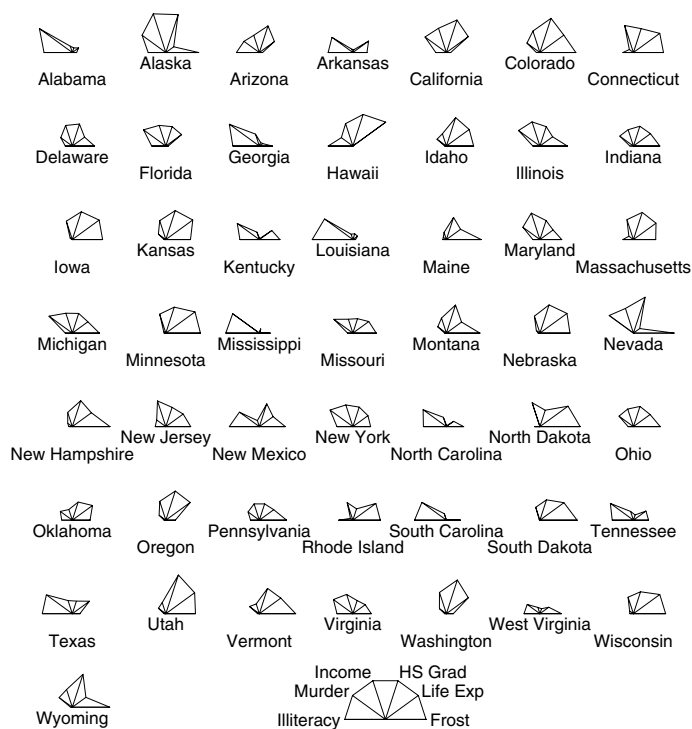 Alabama
Alaska
Arizona
Arkansas
California
Colorado
Connecticut
Delaware
Florida
Georgia
Hawaii
Idaho
Illinois
Indiana
Iowa
Kansas
Kentucky
Louisiana
Maine
Maryland
Massachusetts
Michigan
Minnesota
Mississippi
Missouri
Montana
Nebraska
Nevada
New Hampshire
New Jersey
New Mexico
New York
North Carolina
North Dakota
Ohio
Oklahoma
Oregon
Pennsylvania
Rhode Island
South Carolina
South Dakota
Tennessee
Texas
Utah
Vermont
Virginia
Washington
West Virginia
Wisconsin
Wyoming
Income
HS Grad
Murder
Life Exp
Illiteracy
Frost